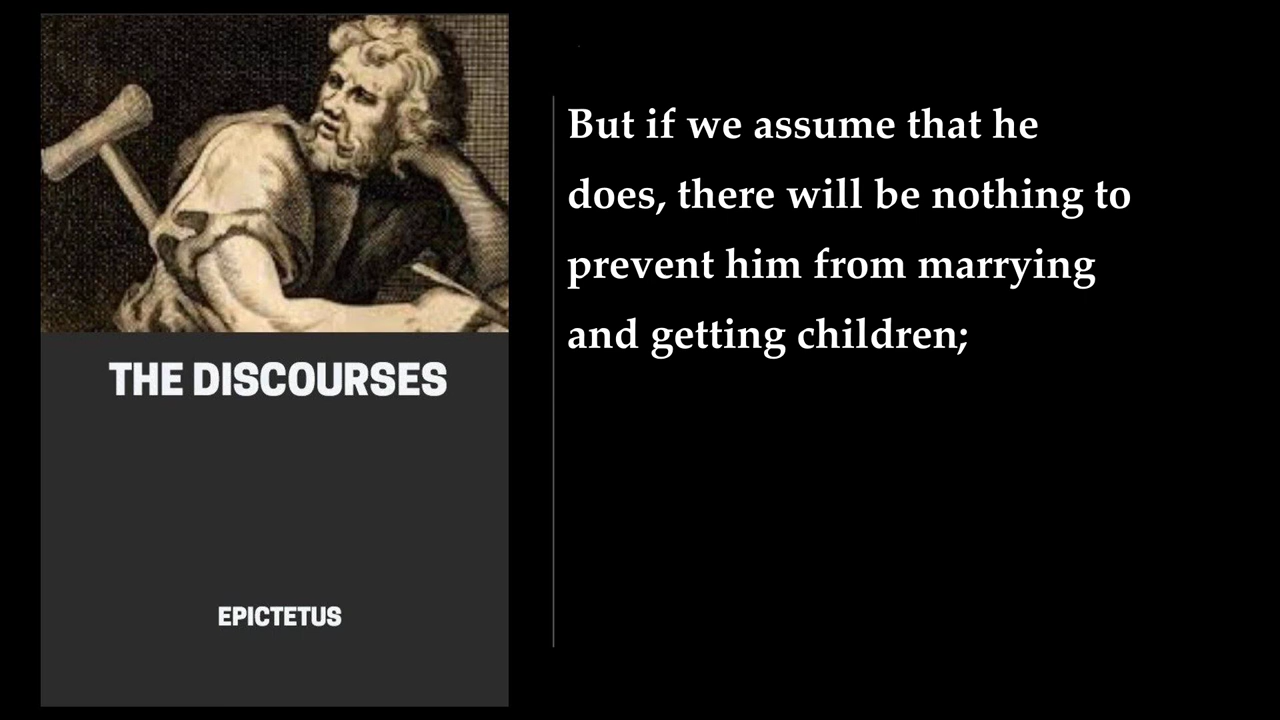 THE DISCOURSES
EPICTETUS
But if we assume that he
does, there will be nothing to
prevent him from marrying
and getting children;